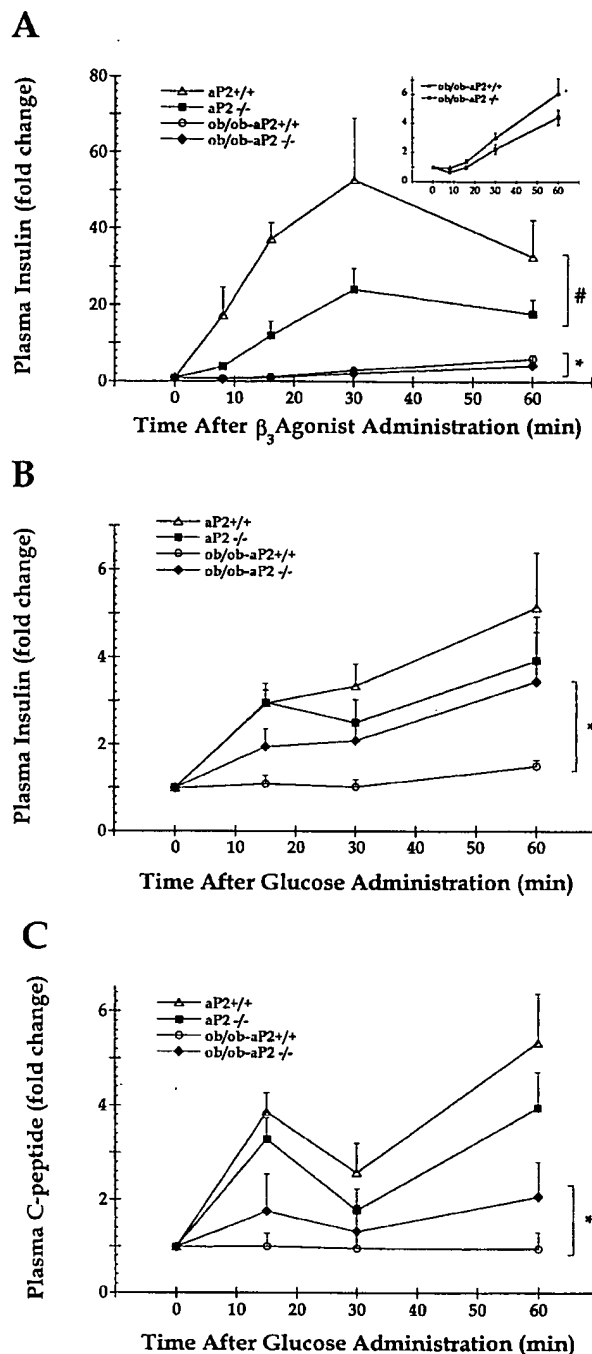 A
Plasma Insulin (fold change)
80
60
40
20
0
aP2+/+
aP2 -/-
ob/ob-aP2+/+
ob/ob-aP2 -/-
ob/ob-aP2+/+
ob/ob-aP2 -/-
6
4
2
0
0 10 20 30 40 50 60
#
*
0 10 20 30 40 50 60
Time After β3Agonist Administration (min)
B
Plasma Insulin (fold change)
6
4
2
0
aP2+/+
aP2 -/-
ob/ob-aP2+/+
ob/ob-aP2 -/-
*
0 10 20 30 40 50 60
Time After Glucose Administration (min)
C
Plasma C-peptide (fold change)
6
4
2
0
aP2+/+
aP2 -/-
ob/ob-aP2+/+
ob/ob-aP2 -/-
*
0 10 20 30 40 50 60
Time After Glucose Administration (min)